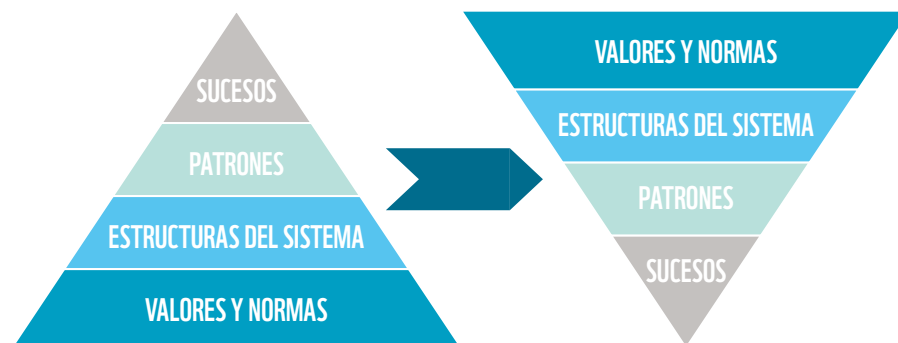 SUCESOS
PATRONES
ESTRUCTURAS DEL SISTEMA
VALORES Y NORMAS
VALORES Y NORMAS
ESTRUCTURAS DEL SISTEMA
PATRONES
SUCESOS